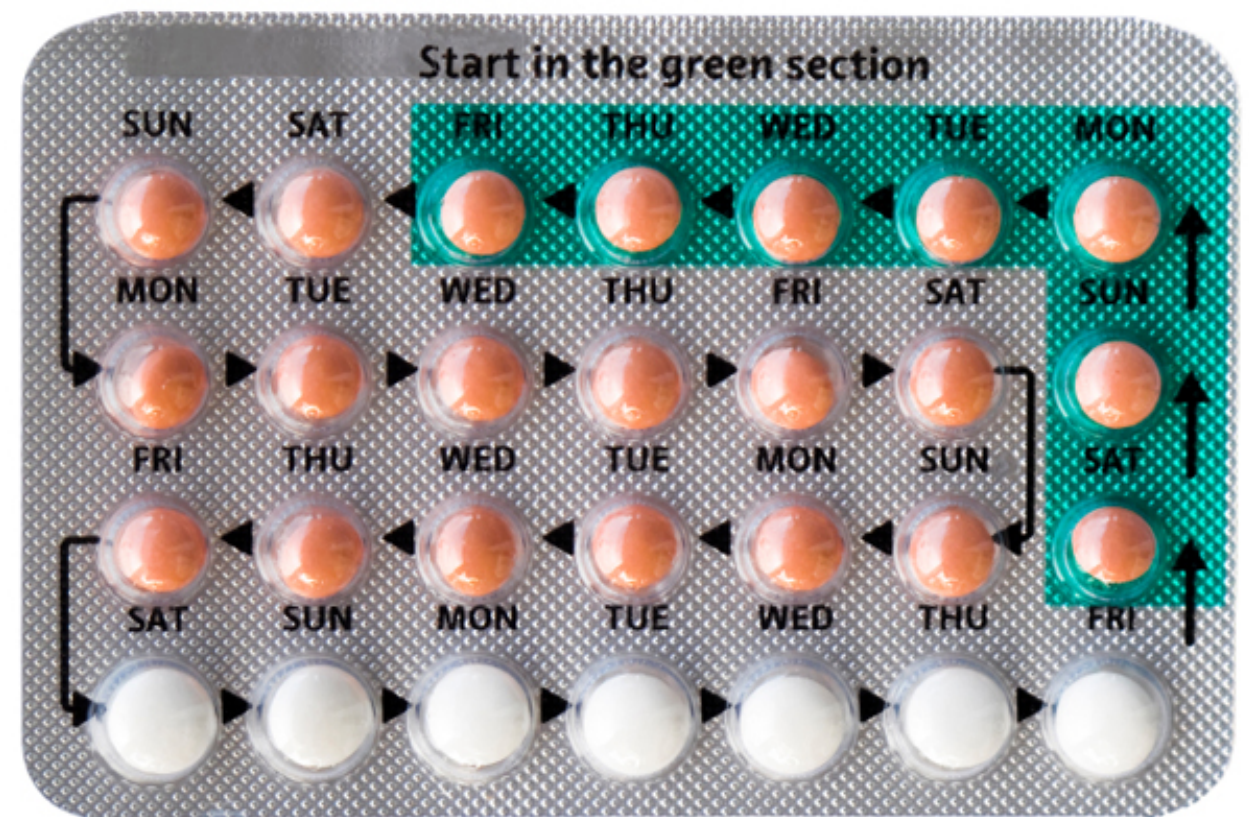 Start in the green section
SUN SAT FRI THU WED TUE MON
MON TUE WED THU FRI SAT SUN
FRI THU WED TUE MON SUN SAT
SAT SUN MON TUE WED THU FRI